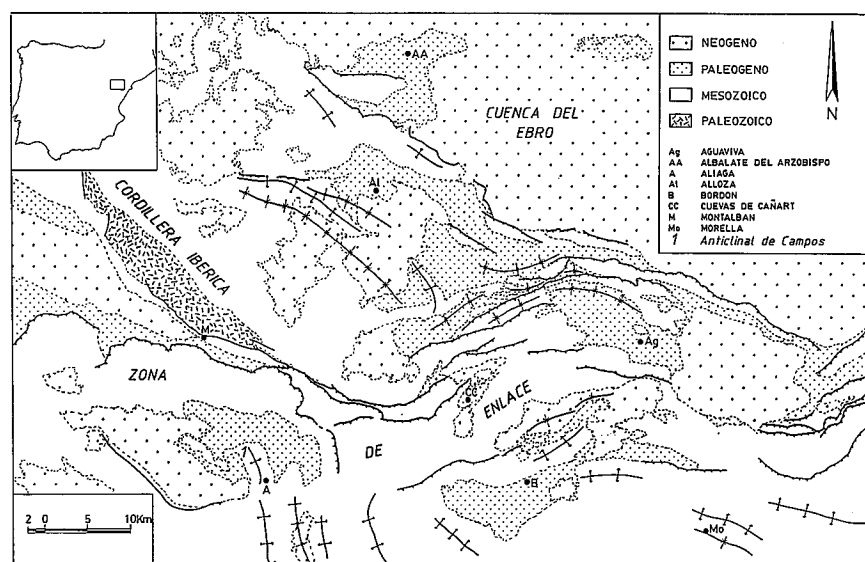 NEOGENO
PALEOGENO
MESOZOICO
PALEOZOICO
N
Ag AGUAVIVA
AA ALBALATE DEL ARZOBISPO
A ALIAGA
Al ALLOZA
B BORDON
CC CUEVAS DE CAÑART
M MONTALBAN
Mo MORELLA
1 Anticlinal de Campos
AA
CUENCA DEL
EBRO
Al
CORDILLERA IBERICA
M
Ag
ZONA
DE
ENLACE
Cc
1
A
B
Mo
2 0 5 10Km